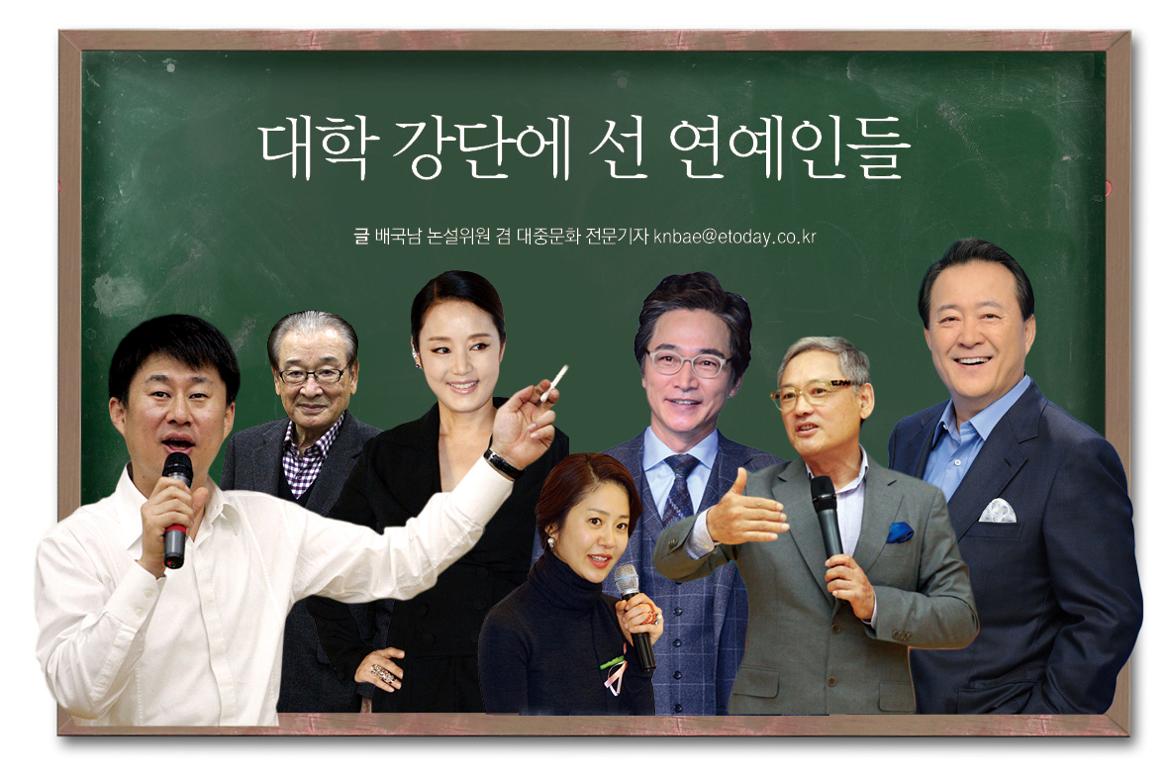 대학 강단에 선 연예인들
글 배국남 논설위원 겸 대중문화 전문기자 knbae@etoday.co.kr